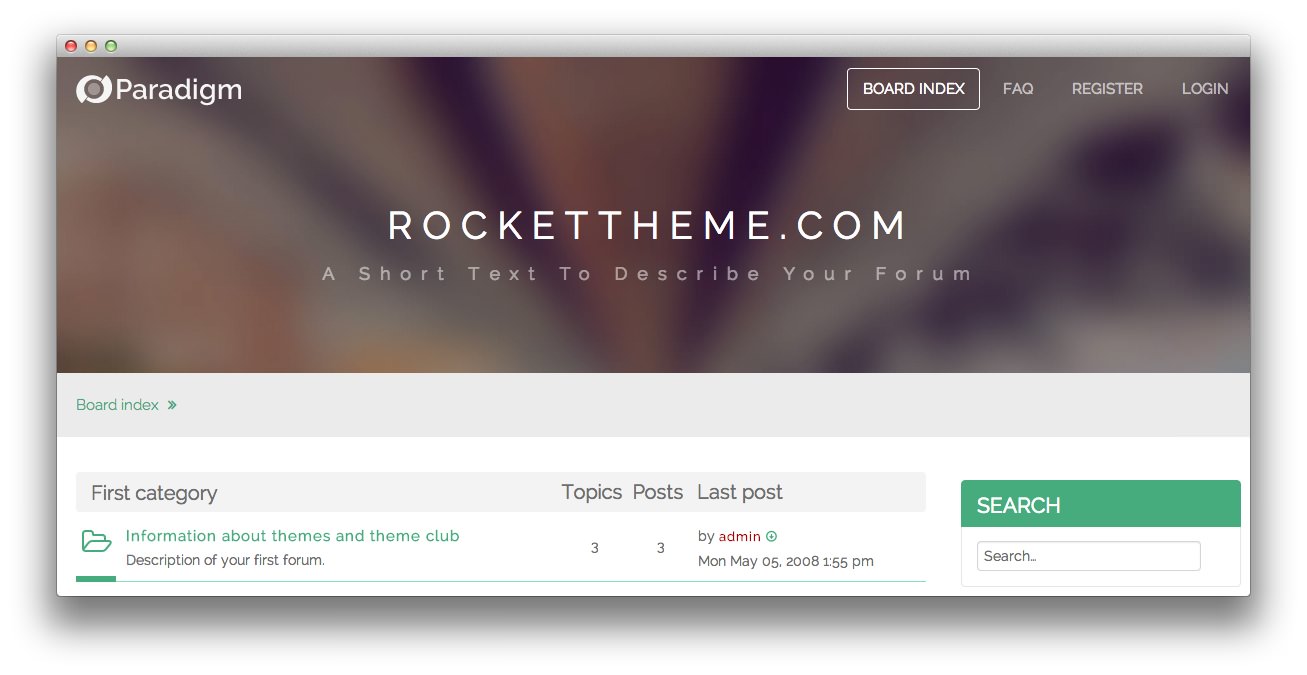 Paradigm
BOARD INDEX FAQ REGISTER LOGIN
ROCKETTHEME.COM
A Short Text To Describe Your Forum
Board index »
First category Topics Posts Last post
Information about themes and theme club
Description of your first forum.
3 3
by admin
Mon May 05, 2008 1:55 pm
SEARCH
Search…